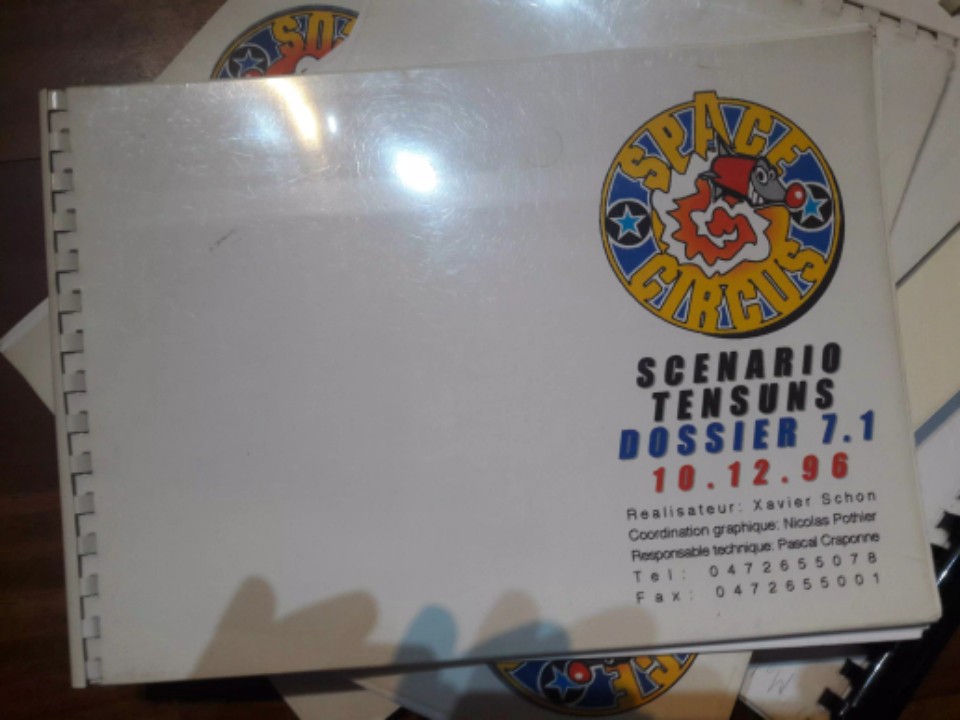 SPACE
CIRCUS
SCENARIO
TENSUNS
DOSSIER 7.1
10.12.96
Realisateur: Xavier Schon
Coordination graphique: Nicolas Pothier
Responsable technique: Pascal Craponne
Tel: 0472655078
Fax: 0472655001